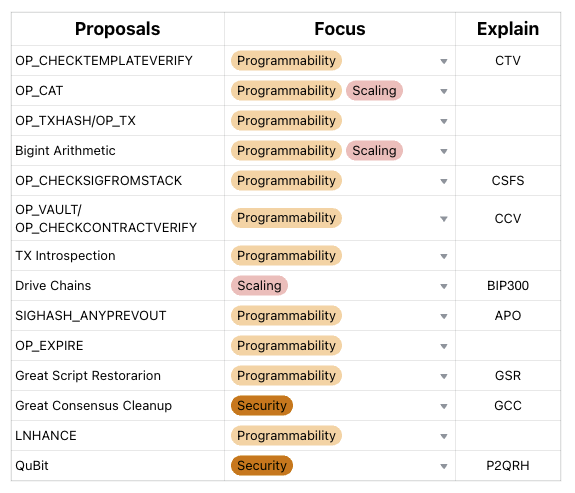 Proposals Focus Explain
OP_CHECKTEMPLATEVERIFY Programmability CTV
OP_CAT Programmability Scaling
OP_TXHASH/OP_TX Programmability
Bigint Arithmetic Programmability Scaling
OP_CHECKSIGFROMSTACK Programmability CSFS
OP_VAULT/
OP_CHECKCONTRACTVERIFY Programmability CCV
TX Introspection Programmability
Drive Chains Scaling BIP300
SIGHASH_ANYPREVOUT Programmability APO
OP_EXPIRE Programmability
Great Script Restorarion Programmability GSR
Great Consensus Cleanup Security GCC
LNHANCE Programmability
QuBit Security P2QRH